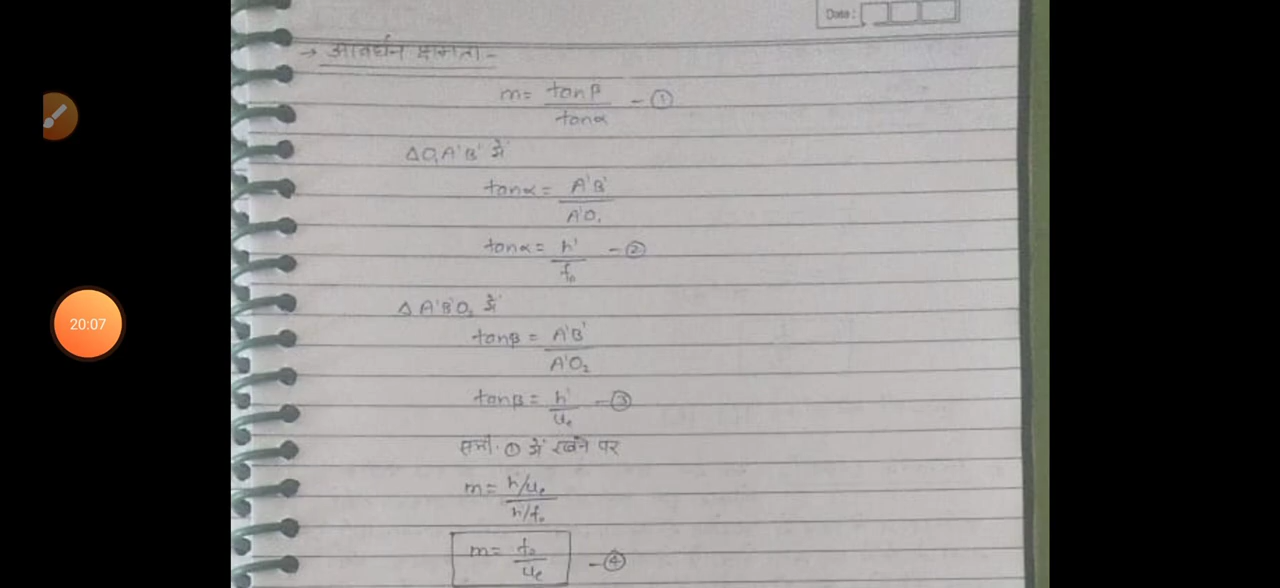 Date:
→ आवर्धन क्षमता -
m = tanβ / tanα - ①
ΔO₁A'B' में
tanα = A'B' / A'O₁
tanα = h' / f₀ - ②
ΔA'B'O₂ में
tanβ = A'B' / A'O₂
tanβ = h' / uₑ - ③
20:07
समी. ① में रखने पर
m = h'/uₑ / h'/f₀
m = f₀ / uₑ - ④